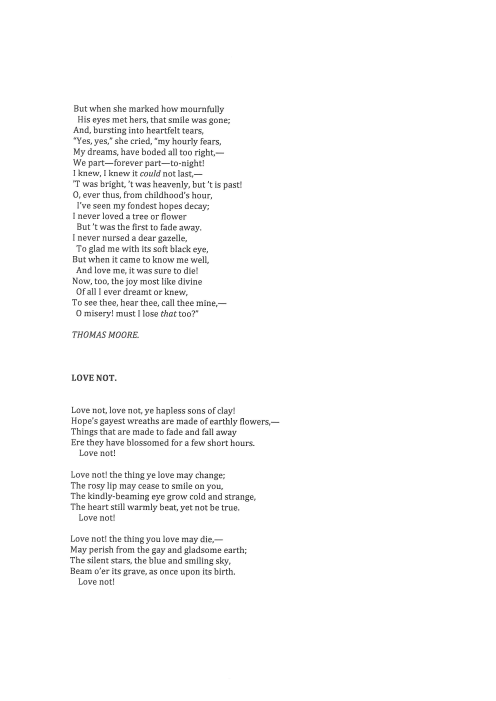 But when she marked how mournfully
His eyes met hers, that smile was gone;
And, bursting into heartfelt tears,
"Yes, yes," she cried, "my hourly fears,
My dreams, have boded all too right,—
We part—forever part—to-night!
I knew, I knew it could not last,—
'T was bright, 't was heavenly, but 't is past!
O, ever thus, from childhood's hour,
I've seen my fondest hopes decay;
I never loved a tree or flower
But 't was the first to fade away.
I never nursed a dear gazelle,
To glad me with its soft black eye,
But when it came to know me well,
And love me, it was sure to die!
Now, too, the joy most like divine
Of all I ever dreamt or knew,
To see thee, hear thee, call thee mine,—
O misery! must I lose that too?"
THOMAS MOORE.
LOVE NOT.
Love not, love not, ye hapless sons of clay!
Hope's gayest wreaths are made of earthly flowers,—
Things that are made to fade and fall away
Ere they have blossomed for a few short hours.
Love not!
Love not! the thing ye love may change;
The rosy lip may cease to smile on you,
The kindly-beaming eye grow cold and strange,
The heart still warmly beat, yet not be true.
Love not!
Love not! the thing you love may die,—
May perish from the gay and gladsome earth;
The silent stars, the blue and smiling sky,
Beam o'er its grave, as once upon its birth.
Love not!